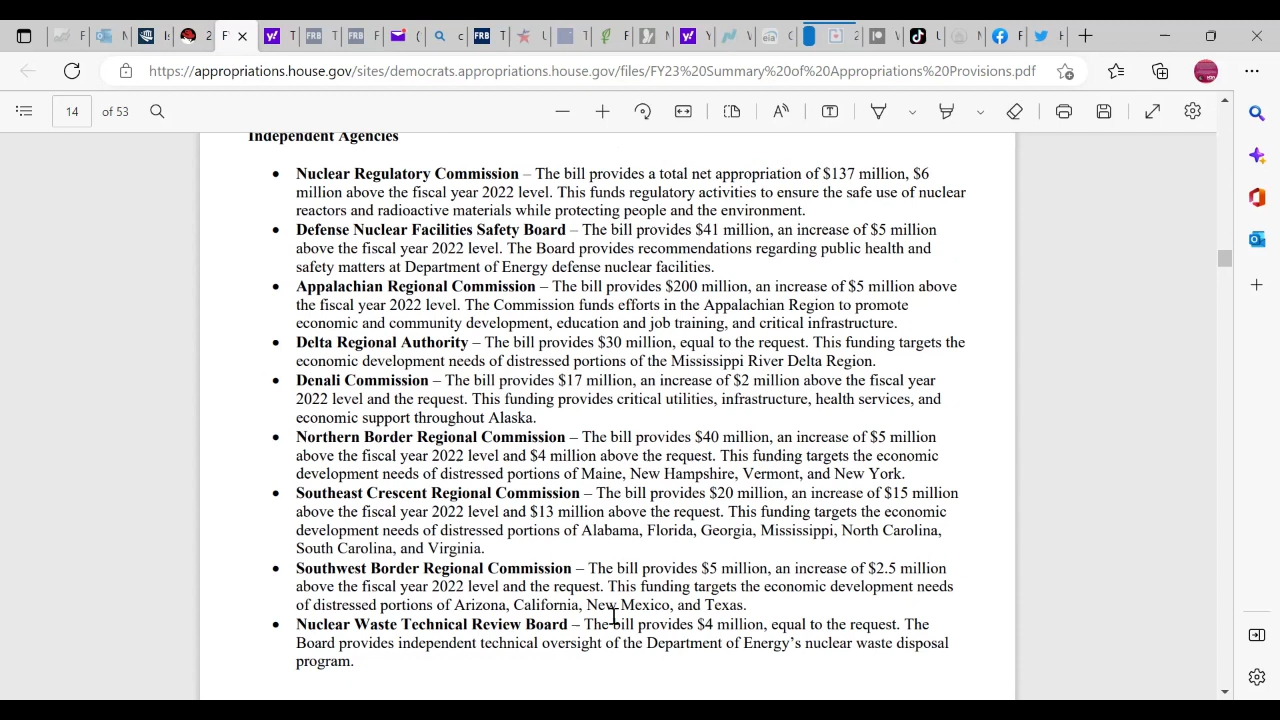 F
M
Is
2
F
T
FRB T
FRB F
(
c
FRB T
U
T
F
M
Y
W
eia C
2
V
U
M
F
H
https://appropriations.house.gov/sites/democrats.appropriations.house.gov/files/FY23%20Summary%20of%20Appropriations%20Provisions.pdf
14 of 53
Independent Agencies
• Nuclear Regulatory Commission – The bill provides a total net appropriation of $137 million, $6
million above the fiscal year 2022 level. This funds regulatory activities to ensure the safe use of nuclear
reactors and radioactive materials while protecting people and the environment.
• Defense Nuclear Facilities Safety Board – The bill provides $41 million, an increase of $5 million
above the fiscal year 2022 level. The Board provides recommendations regarding public health and
safety matters at Department of Energy defense nuclear facilities.
• Appalachian Regional Commission – The bill provides $200 million, an increase of $5 million above
the fiscal year 2022 level. The Commission funds efforts in the Appalachian Region to promote
economic and community development, education and job training, and critical infrastructure.
• Delta Regional Authority – The bill provides $30 million, equal to the request. This funding targets the
economic development needs of distressed portions of the Mississippi River Delta Region.
• Denali Commission – The bill provides $17 million, an increase of $2 million above the fiscal year
2022 level and the request. This funding provides critical utilities, infrastructure, health services, and
economic support throughout Alaska.
• Northern Border Regional Commission – The bill provides $40 million, an increase of $5 million
above the fiscal year 2022 level and $4 million above the request. This funding targets the economic
development needs of distressed portions of Maine, New Hampshire, Vermont, and New York.
• Southeast Crescent Regional Commission – The bill provides $20 million, an increase of $15 million
above the fiscal year 2022 level and $13 million above the request. This funding targets the economic
development needs of distressed portions of Alabama, Florida, Georgia, Mississippi, North Carolina,
South Carolina, and Virginia.
• Southwest Border Regional Commission – The bill provides $5 million, an increase of $2.5 million
above the fiscal year 2022 level and the request. This funding targets the economic development needs
of distressed portions of Arizona, California, New Mexico, and Texas.
• Nuclear Waste Technical Review Board – The bill provides $4 million, equal to the request. The
Board provides independent technical oversight of the Department of Energy’s nuclear waste disposal
program.